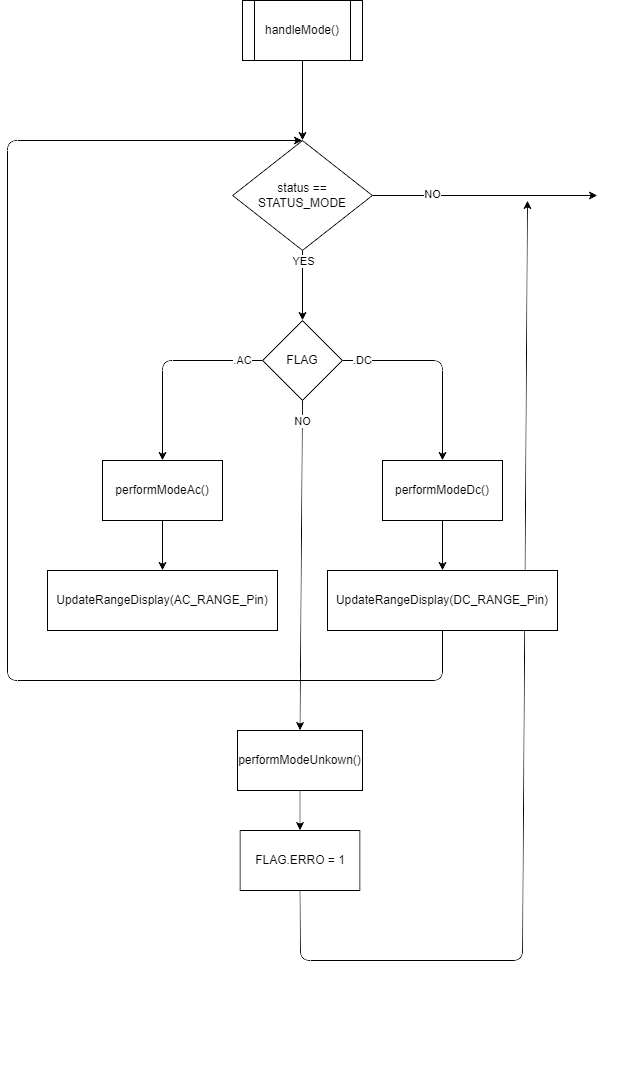 handleMode()
status ==
STATUS_MODE
NO
YES
.AC
FLAG
.DC
NO
performModeAc()
performModeDc()
UpdateRangeDisplay(AC_RANGE_Pin)
UpdateRangeDisplay(DC_RANGE_Pin)
performModeUnkown()
FLAG.ERRO = 1